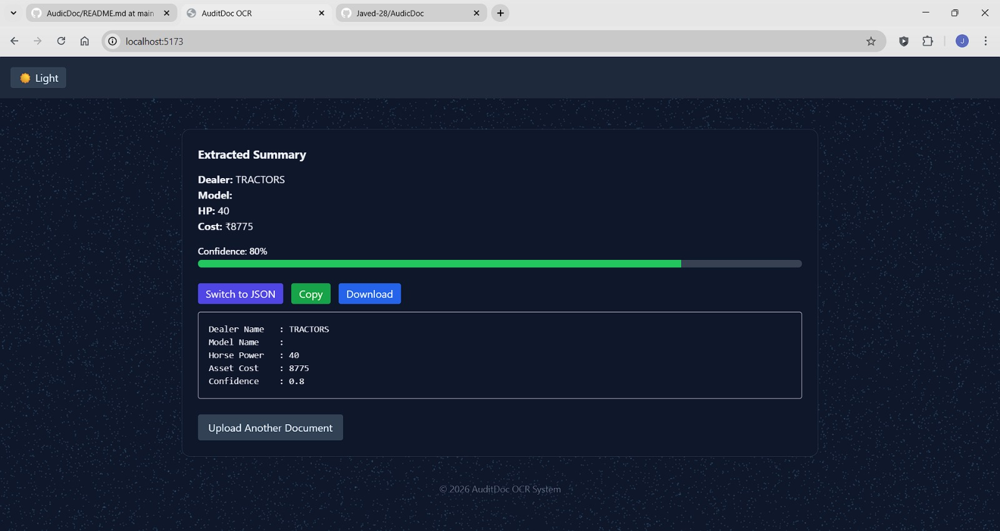 AudicDoc/README.md at main
AuditDoc OCR
Javed-28/AudicDoc
localhost:5173
J
Light
Extracted Summary
Dealer: TRACTORS
Model:
HP: 40
Cost: ₹8775
Confidence: 80%
Switch to JSON
Copy
Download
Dealer Name : TRACTORS
Model Name :
Horse Power : 40
Asset Cost : 8775
Confidence : 0.8
Upload Another Document
© 2026 AuditDoc OCR System